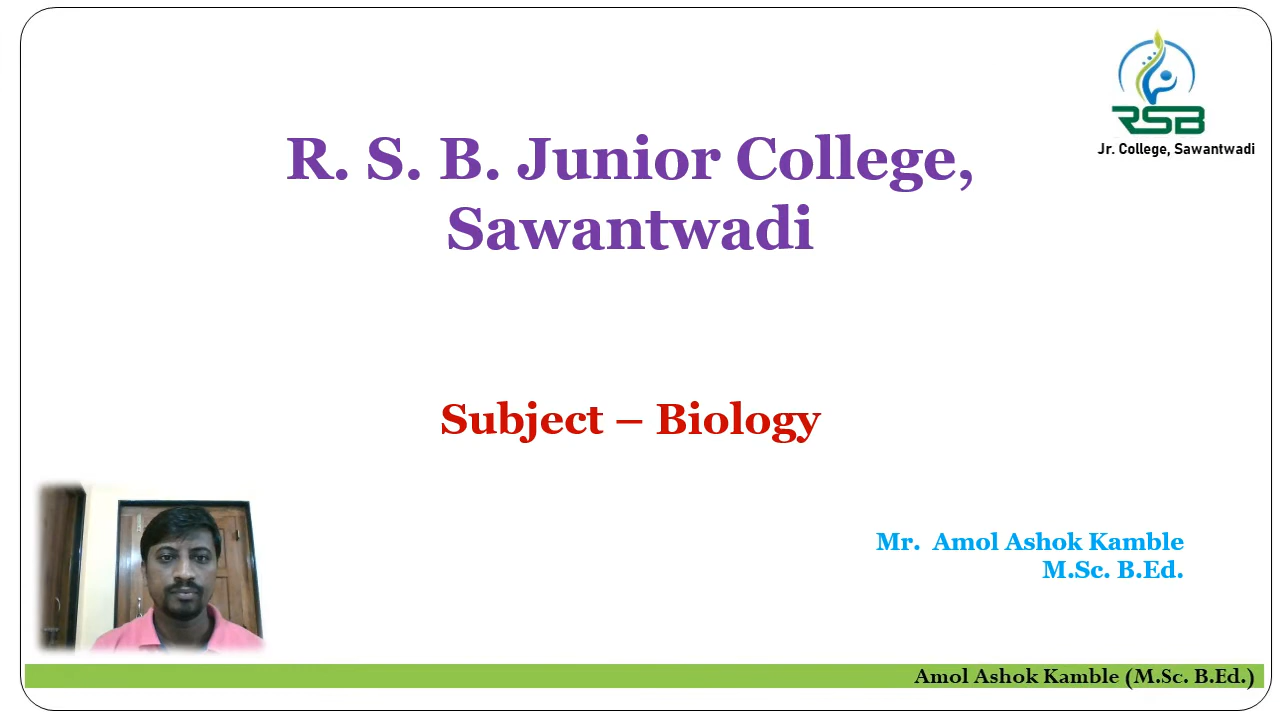 RSB
Jr. College, Sawantwadi
R. S. B. Junior College,
Sawantwadi
Subject – Biology
Mr. Amol Ashok Kamble
M.Sc. B.Ed.
Amol Ashok Kamble (M.Sc. B.Ed.)